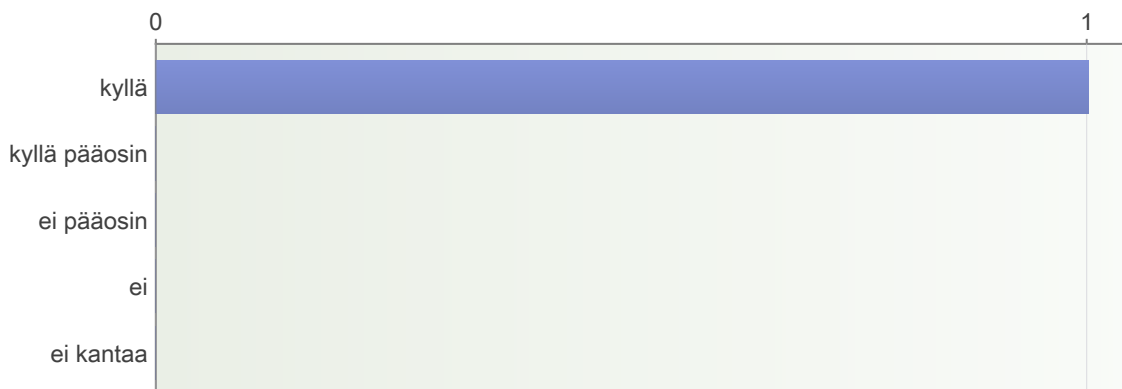 0 1
kyllä
kyllä pääosin
ei pääosin
ei
ei kantaa